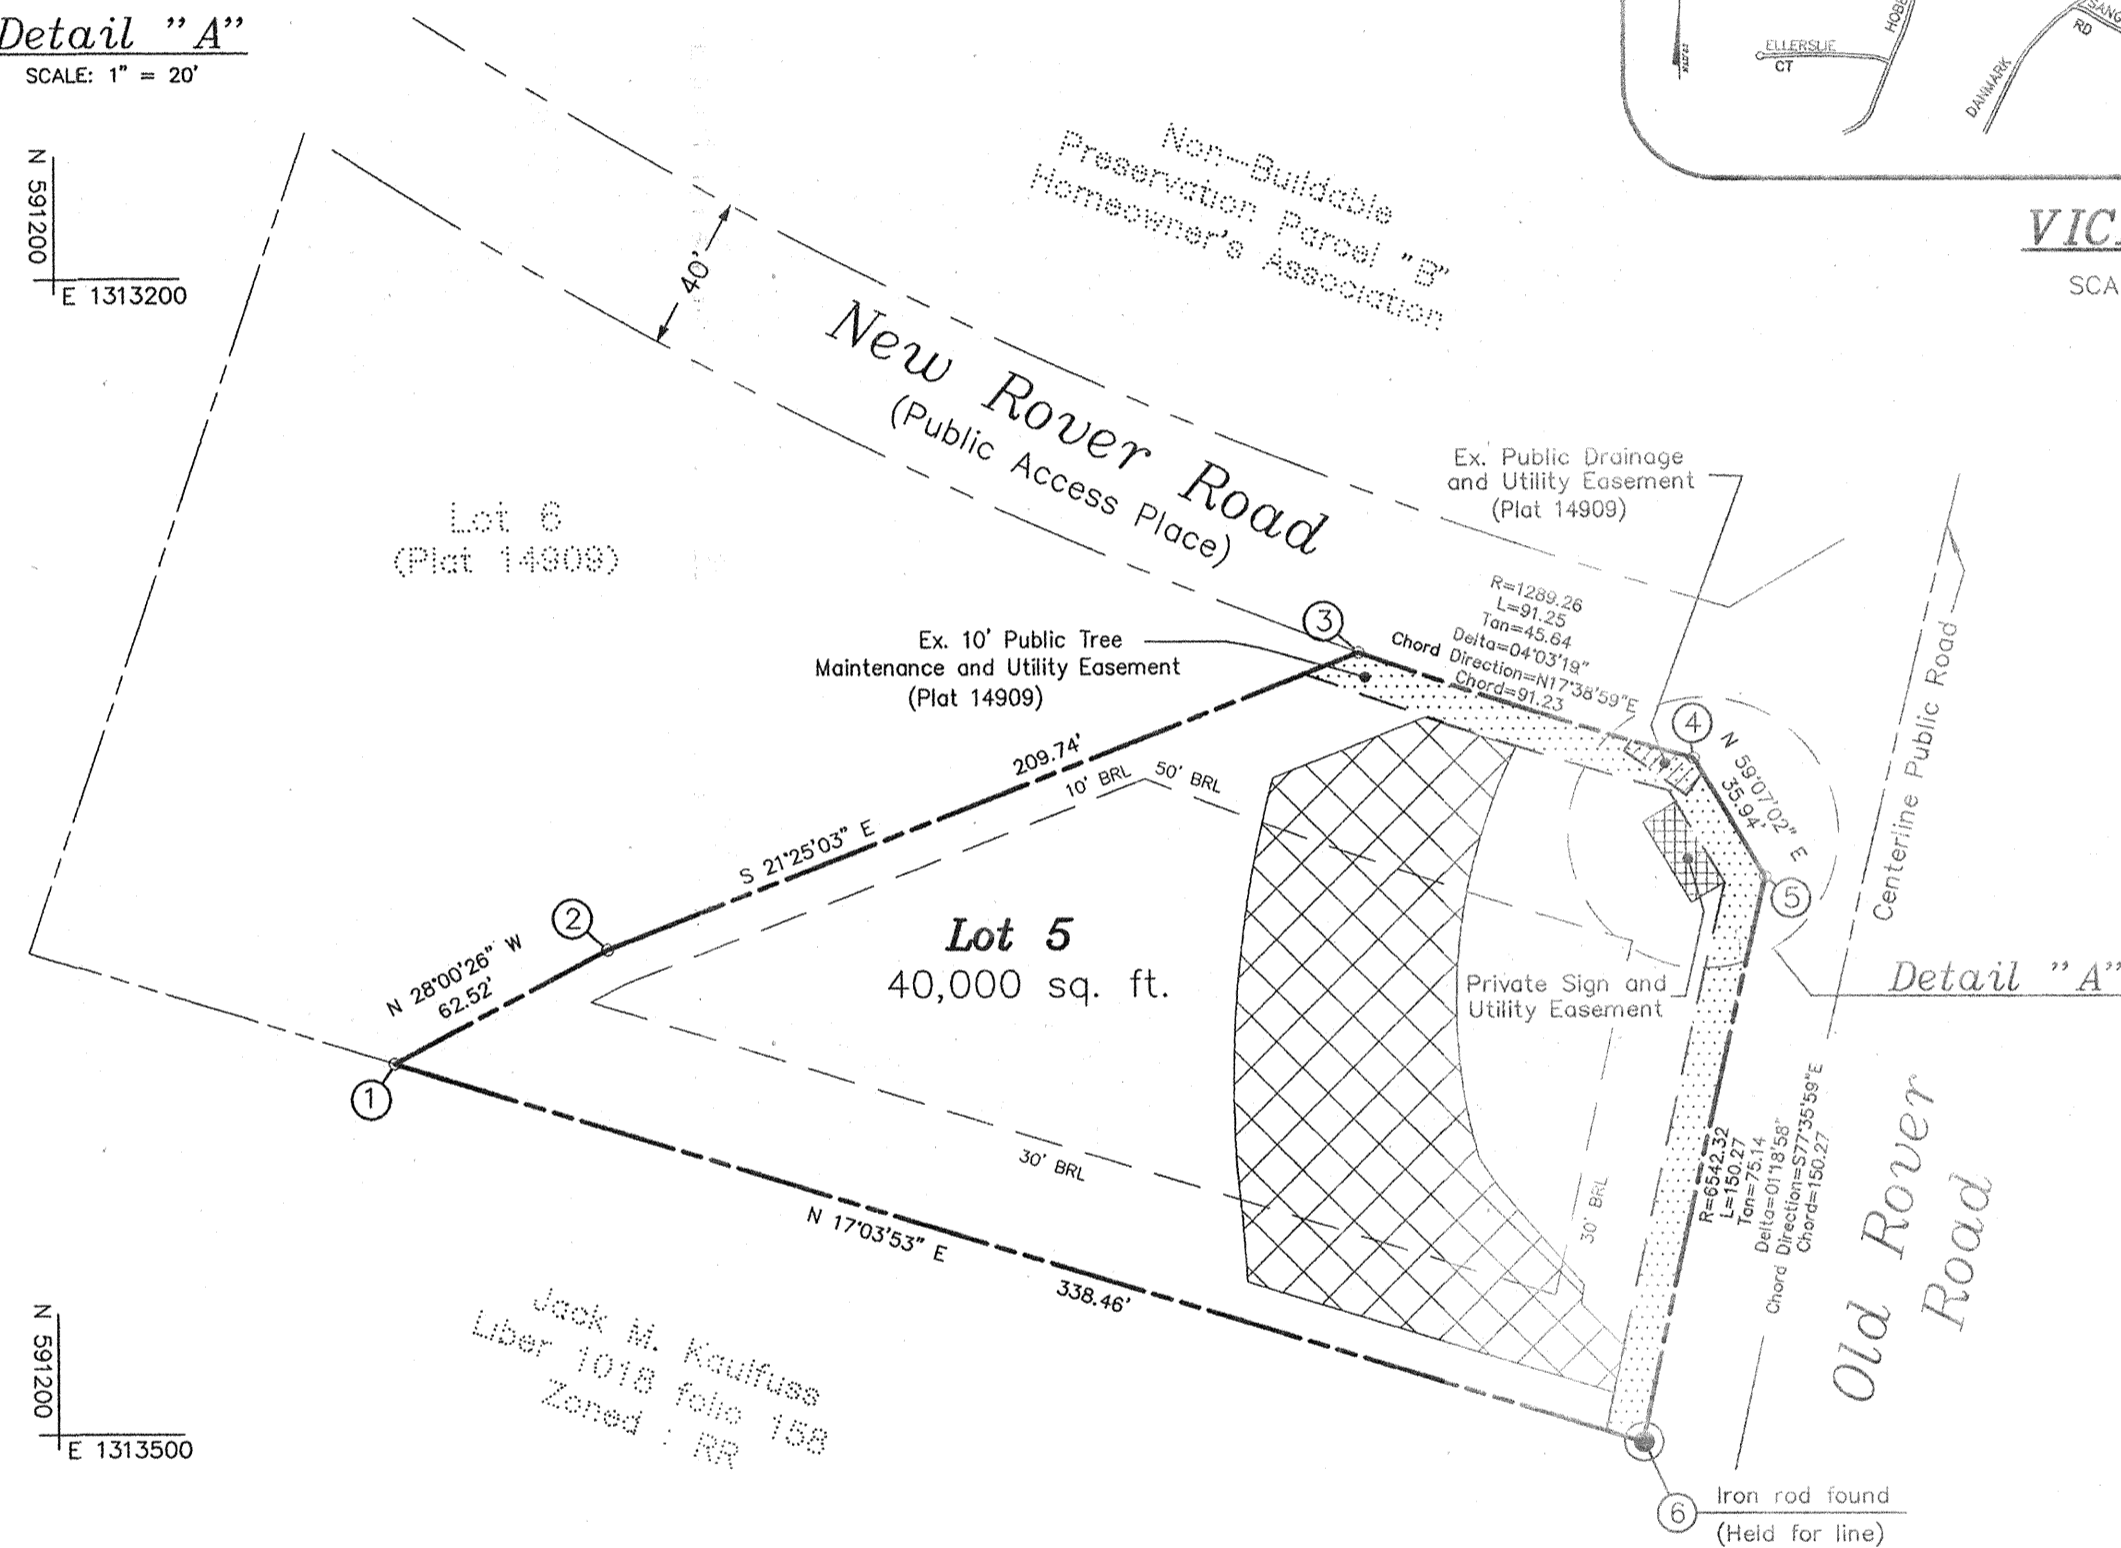 Detail "A"
SCALE: 1" = 20'
N 591200
E 1313200
ELLERSLIE
CT
DANMARK
RD
SCA
Non-Buildable
Preservation Parcel "B"
Homeowner's Association
40'
New Rover Road
(Public Access Place)
Ex. Public Drainage
and Utility Easement
(Plat 14909)
Lot 6
(Plat 14909)
R=1289.26
L=91.25
Tan=45.64
Delta=04°03'19"
Chord Direction=N17°38'59"E
Chord=91.23
3
Ex. 10' Public Tree
Maintenance and Utility Easement
(Plat 14909)
4
N 59°07'02" E
35.94'
5
Centerline Public Road
209.74'
10' BRL
50' BRL
S 21°25'03" E
2
N 28°00'26" W
62.52'
1
Lot 5
40,000 sq. ft.
Private Sign and
Utility Easement
Detail "A"
30' BRL
30' BRL
R=6542.32
L=150.27
Tan=75.14
Delta=01°18'58"
Chord Direction=S77°35'59"E
Chord=150.27
Old Rover
Road
N 17°03'53" E
338.46'
Jack M. Kaulfuss
Liber 1018 folio 158
Zoned : RR
N 591200
E 1313500
6
Iron rod found
(Held for line)